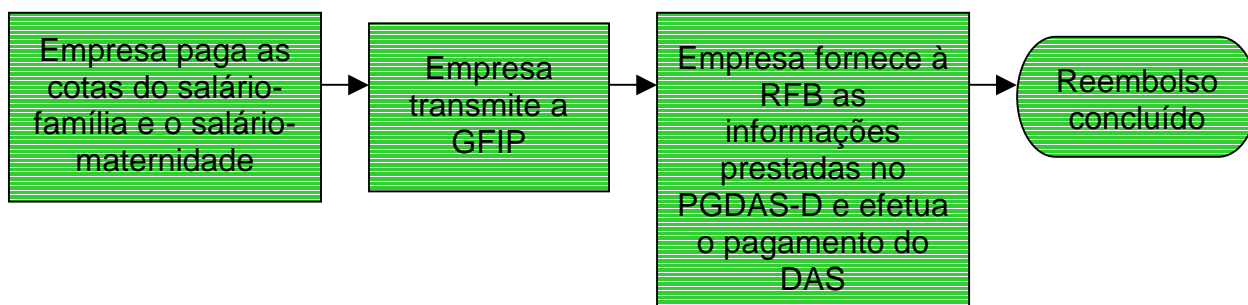 Empresa paga as
cotas do salário-
família e o salário-
maternidade
Empresa
transmite a
GFIP
Empresa fornece à
RFB as
informações
prestadas no
PGDAS-D e efetua
o pagamento do
DAS
Reembolso
concluído